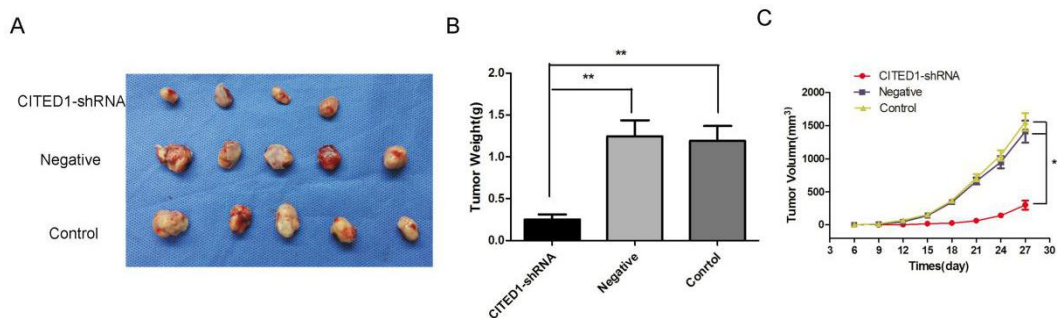 A
CITED1-shRNA
Negative
Control
B
**
**
2.0
1.5
1.0
0.5
0.0
Tumor Weight(g)
CITED1-shRNA
Negative
Conrtol
C
CITED1-shRNA
Negative
Control
2000
1500
1000
500
0
Tumor Volumn(mm³)
*
3 6 9 12 15 18 21 24 27 30
Times(day)